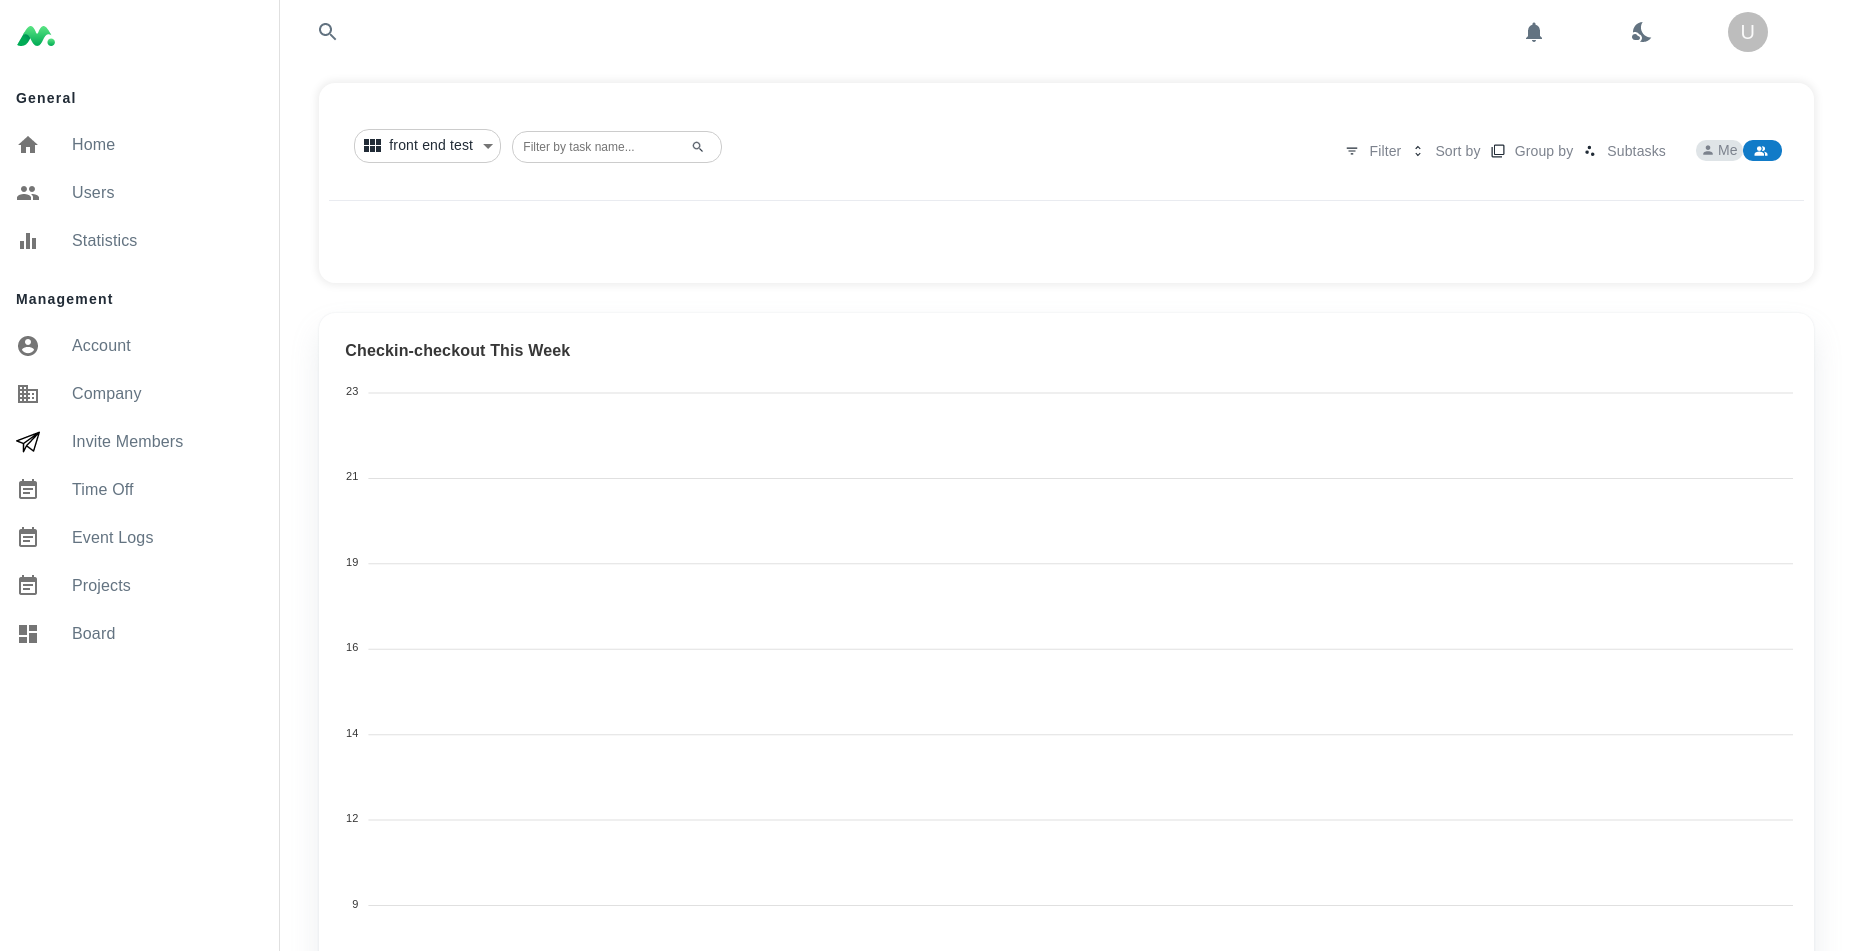 U
General
Home
Users
Statistics
Management
Account
Company
Invite Members
Time Off
Event Logs
Projects
Board
front end test
Filter by task name...
Filter
Sort by
Group by
Subtasks
Me
Checkin-checkout This Week
23
21
19
16
14
12
9